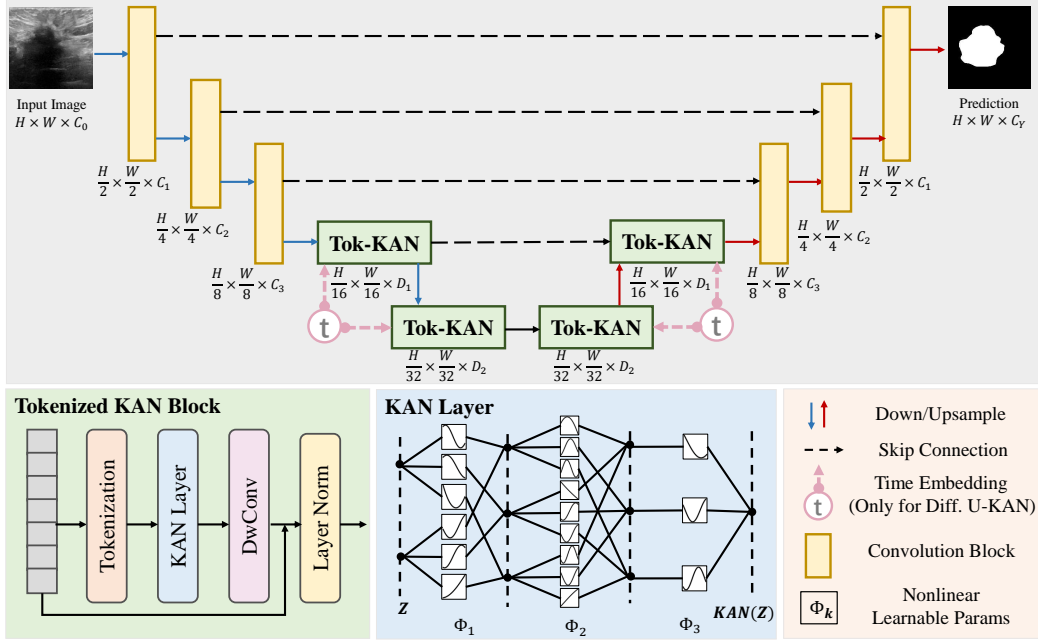 Input Image
H × W × C₀
H/2 × W/2 × C₁
H/4 × W/4 × C₂
H/8 × W/8 × C₃
Tok-KAN
H/16 × W/16 × D₁
t
Tok-KAN
H/32 × W/32 × D₂
Tok-KAN
H/32 × W/32 × D₂
Tok-KAN
H/16 × W/16 × D₁
t
H/8 × W/8 × C₃
H/4 × W/4 × C₂
H/2 × W/2 × C₁
Prediction
H × W × C_Y
Tokenized KAN Block
Tokenization
KAN Layer
DwConv
Layer Norm
KAN Layer
Z
Φ₁
Φ₂
Φ₃
KAN(Z)
Down/Upsample
Skip Connection
Time Embedding
t
(Only for Diff. U-KAN)
Convolution Block
Φₖ
Nonlinear
Learnable Params